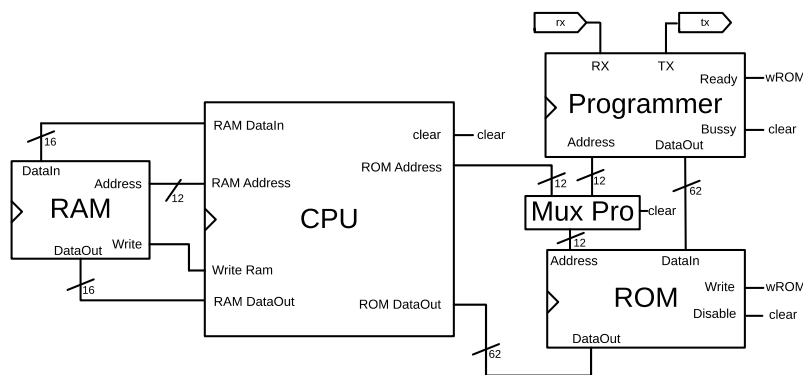 rx
tx
RX
TX
Ready
wROM
Programmer
Bussy
clear
Address
DataOut
RAM DataIn
16
clear
clear
DataIn
ROM Address
Address
RAM Address
12
12
12
62
RAM
CPU
Mux Pro
clear
DataOut
Write
12
Address
DataIn
Write Ram
16
RAM DataOut
ROM DataOut
ROM
Write
wROM
Disable
clear
DataOut
62